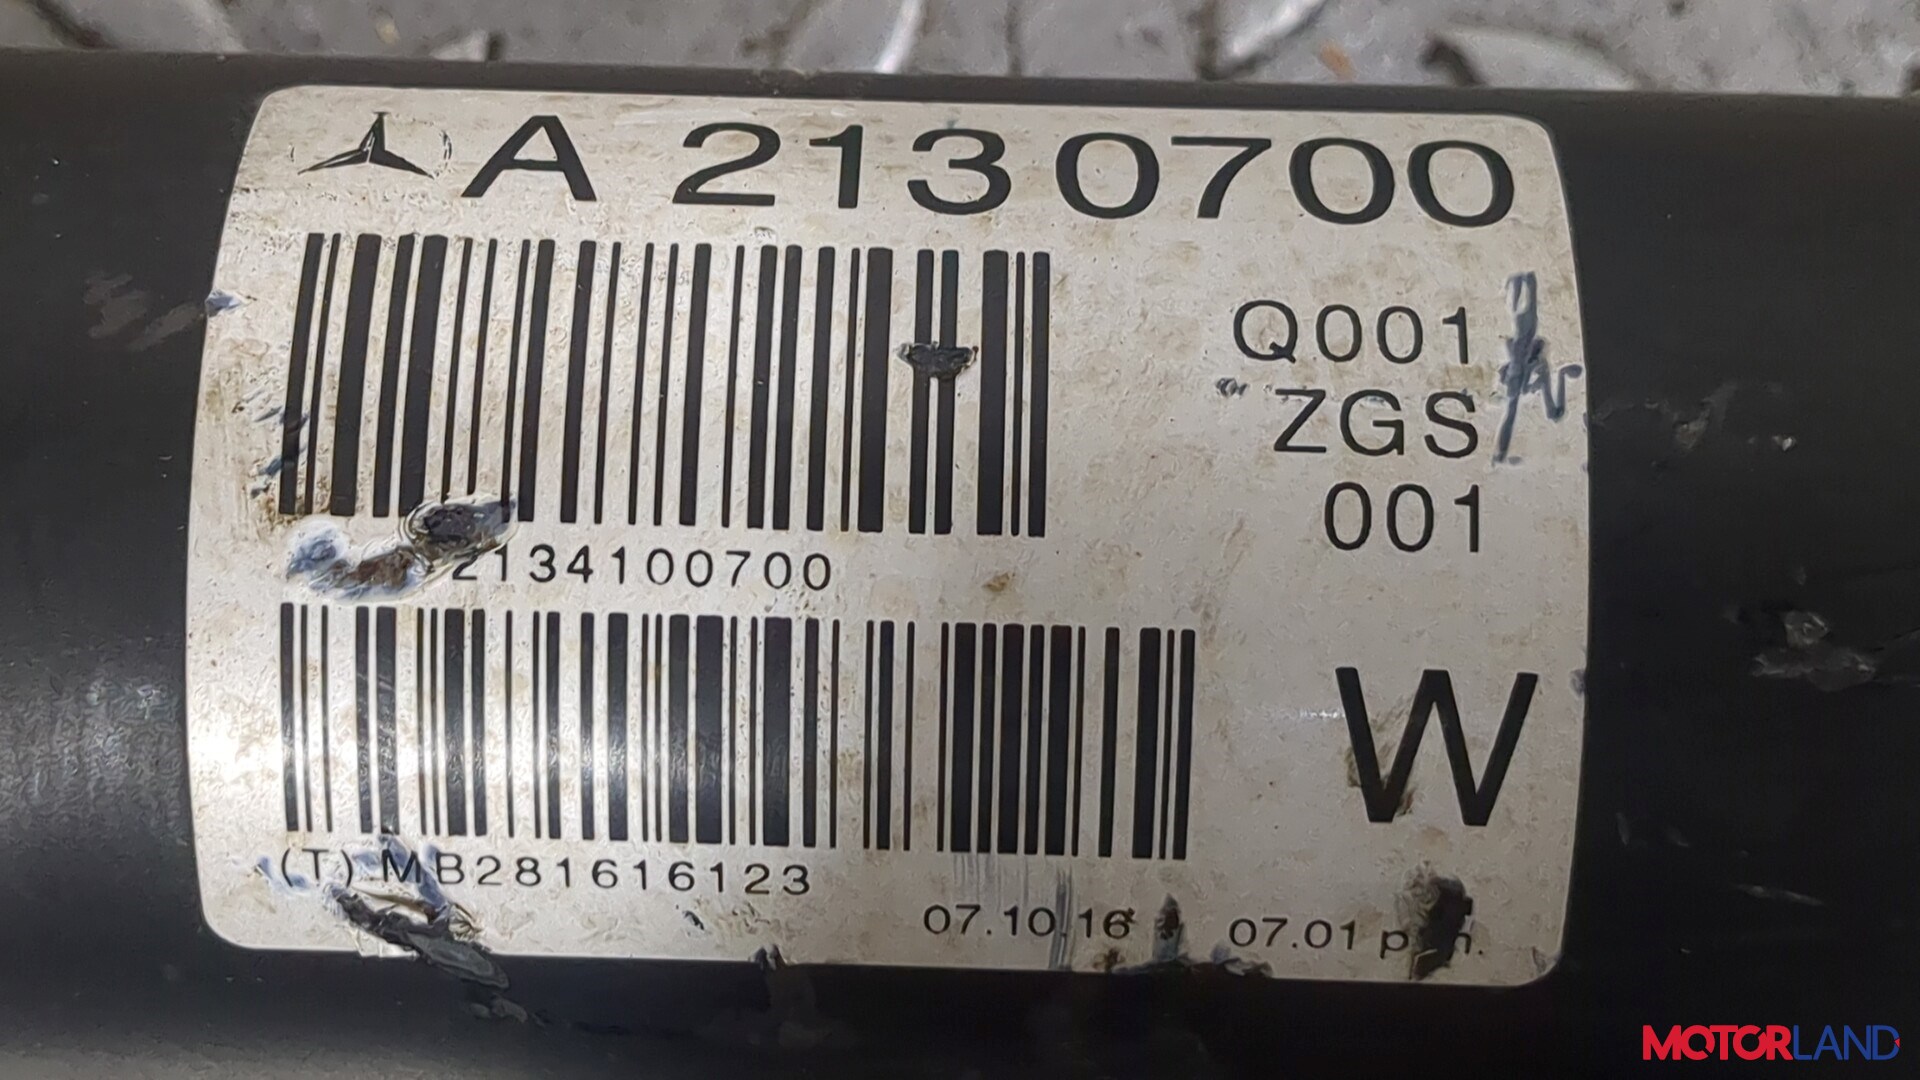 A 2130700
Q001
ZGS
001
2134100700
W
(T) MB281616123
07.10.16 07.01
MOTORLAND